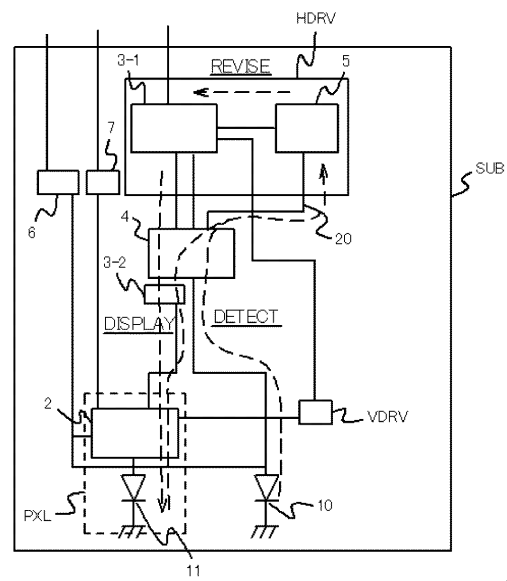 HDRV
REVISE
3-1
5
7
6
SUB
4
20
3-2
DISPLAY
DETECT
2
VDRV
PXL
10
11